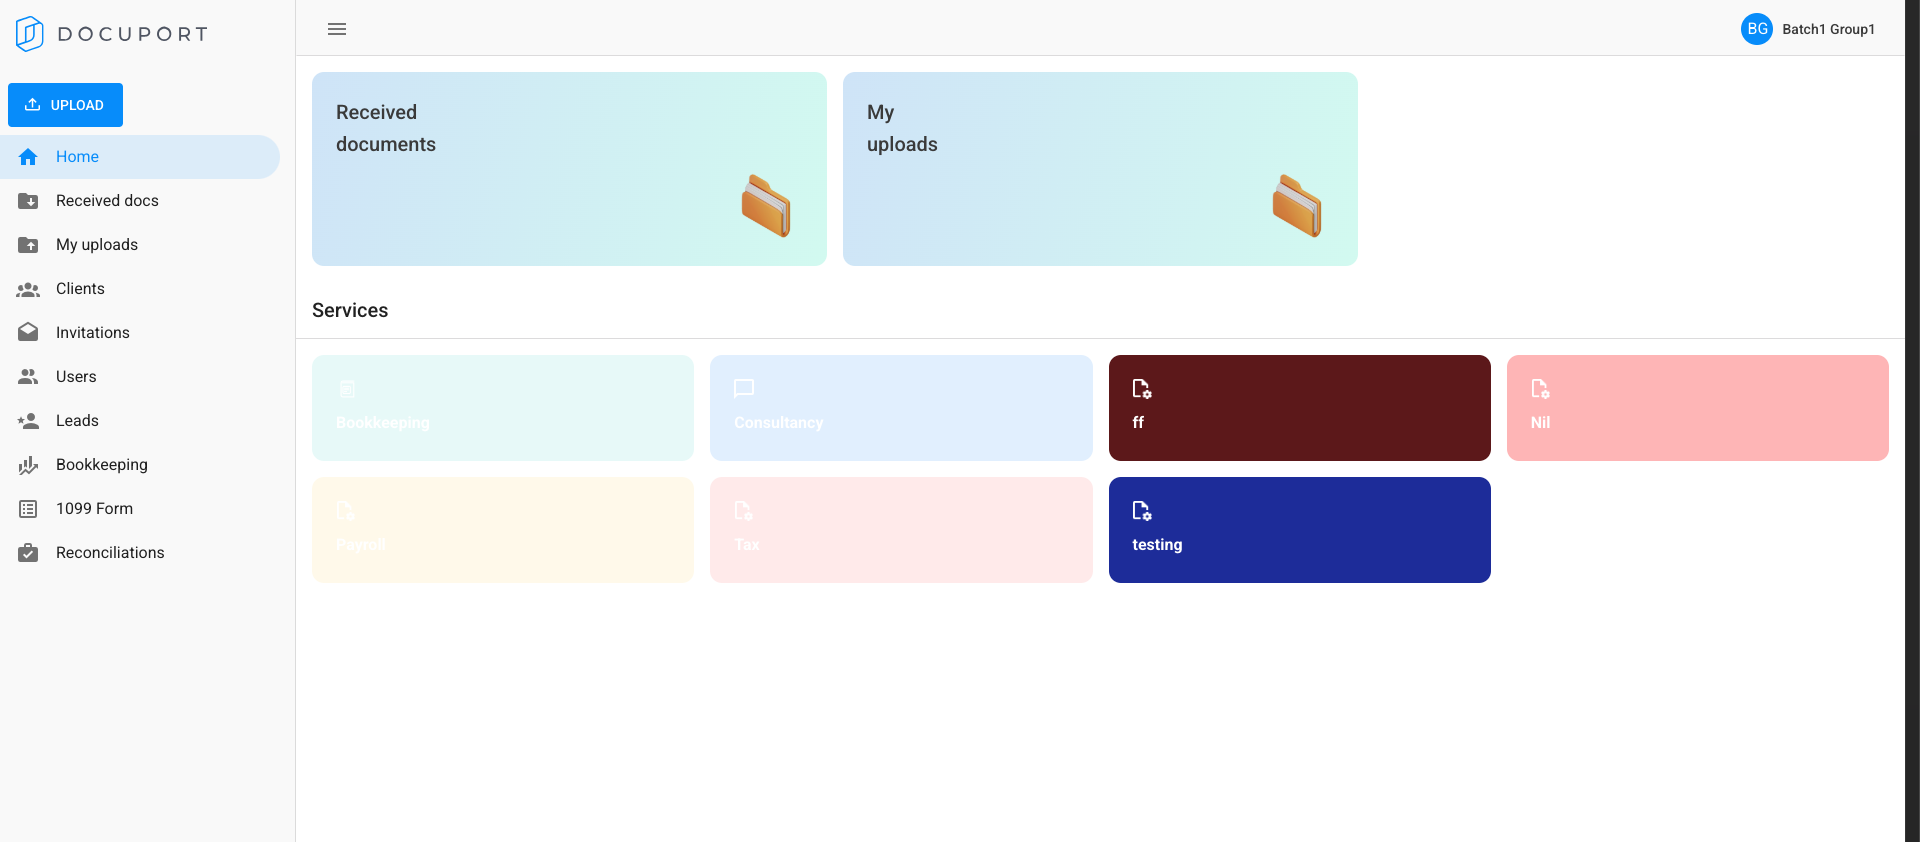 DOCUPORT
BG Batch1 Group1
UPLOAD
Home
Received docs
My uploads
Clients
Invitations
Users
Leads
Bookkeeping
1099 Form
Reconciliations
Received
documents
My
uploads
Services
Bookkeeping
Consultancy
ff
Nil
Payroll
Tax
testing